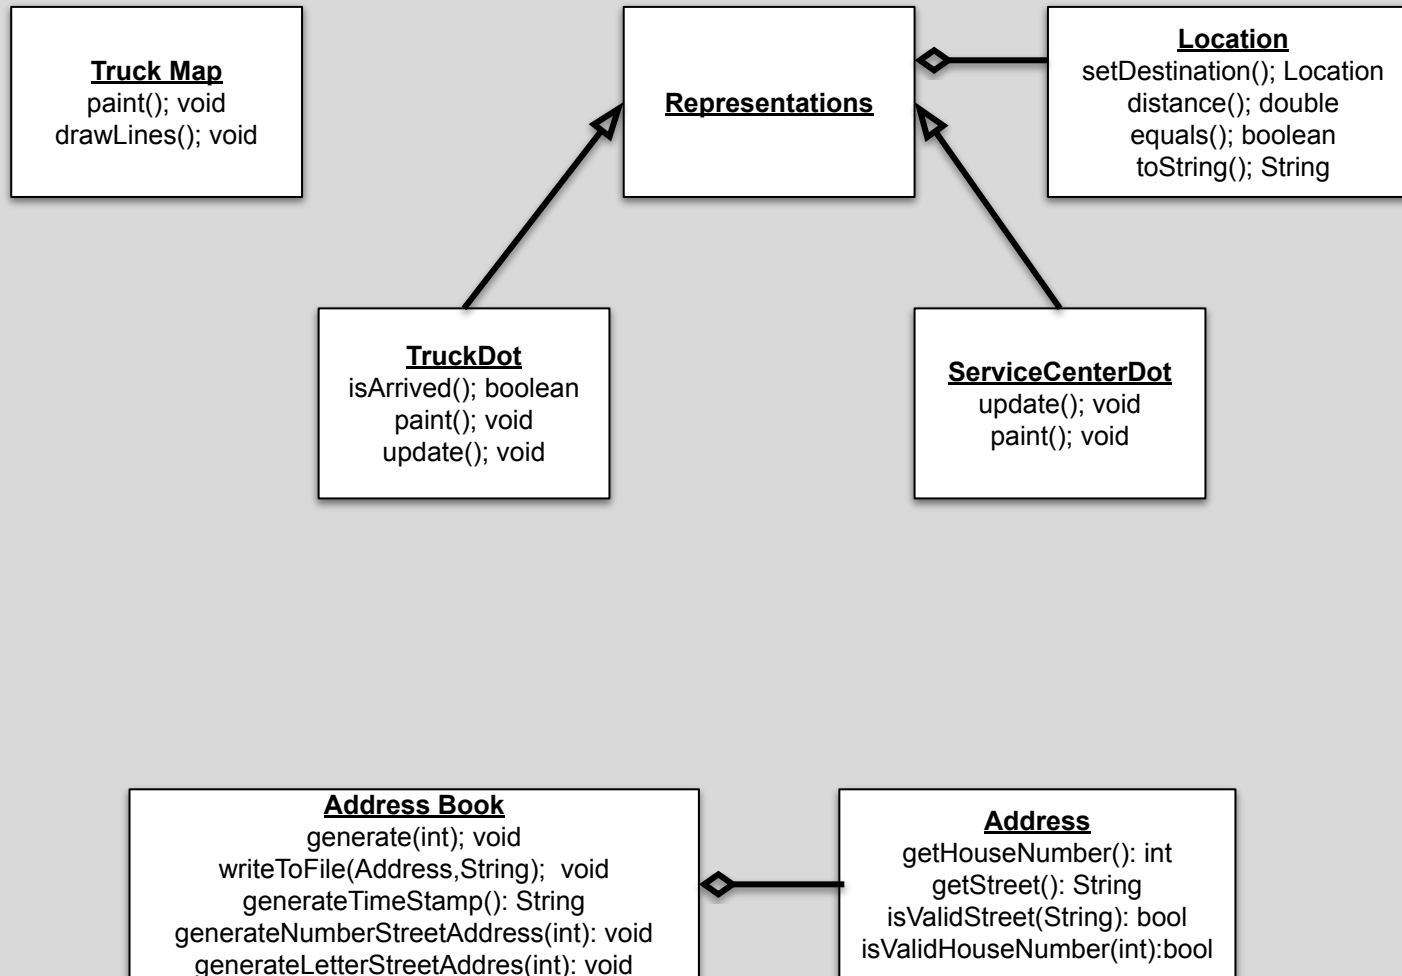 Truck Map
paint(); void
drawLines(); void
Representations
Location
setDestination(); Location
distance(); double
equals(); boolean
toString(); String
TruckDot
isArrived(); boolean
paint(); void
update(); void
ServiceCenterDot
update(); void
paint(); void
Address Book
generate(int); void
writeToFile(Address,String);  void
generateTimeStamp(): String
generateNumberStreetAddress(int): void
generateLetterStreetAddres(int): void
Address
getHouseNumber(): int
getStreet(): String
isValidStreet(String): bool
isValidHouseNumber(int):bool